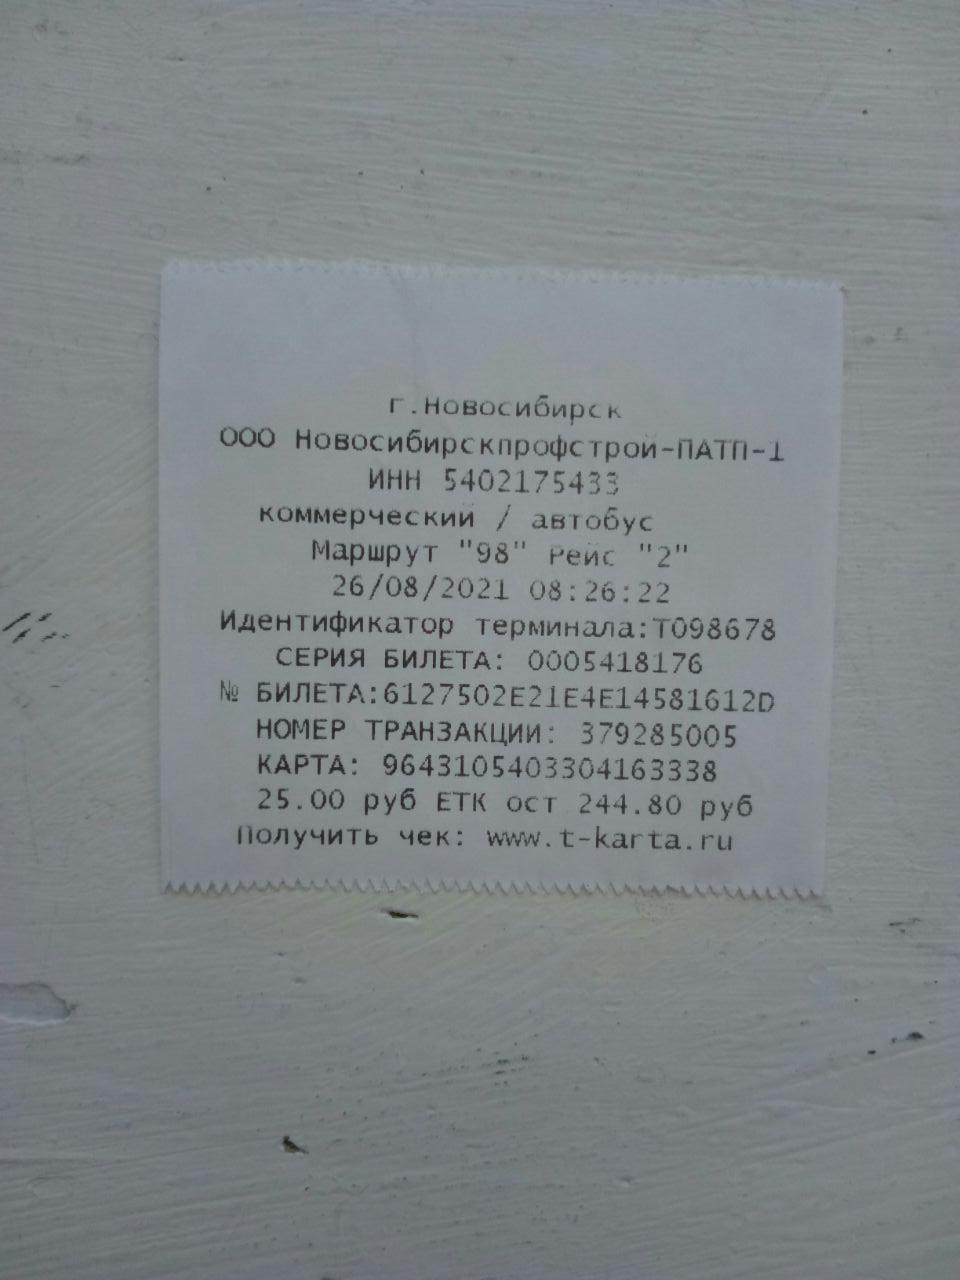 г.Новосибирск
ООО Новосибирскпрофстрой-ПАТП-1
ИНН 5402175433
коммерческий / автобус
Маршрут "98" Рейс "2"
26/08/2021 08:26:22
Идентификатор терминала:T098678
СЕРИЯ БИЛЕТА: 0005418176
№ БИЛЕТА:6127502E21E4E14581612D
НОМЕР ТРАНЗАКЦИИ: 379285005
КАРТА: 9643105403304163338
25.00 руб ЕТК ост 244.80 руб
Получить чек: www.t-karta.ru